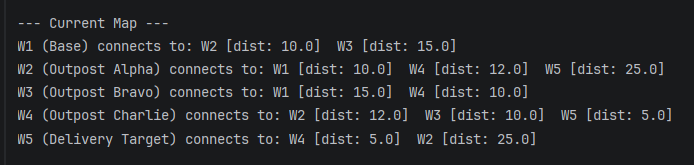 --- Current Map ---
W1 (Base) connects to: W2 [dist: 10.0]  W3 [dist: 15.0]
W2 (Outpost Alpha) connects to: W1 [dist: 10.0]  W4 [dist: 12.0]  W5 [dist: 25.0]
W3 (Outpost Bravo) connects to: W1 [dist: 15.0]  W4 [dist: 10.0]
W4 (Outpost Charlie) connects to: W2 [dist: 12.0]  W3 [dist: 10.0]  W5 [dist: 5.0]
W5 (Delivery Target) connects to: W4 [dist: 5.0]  W2 [dist: 25.0]